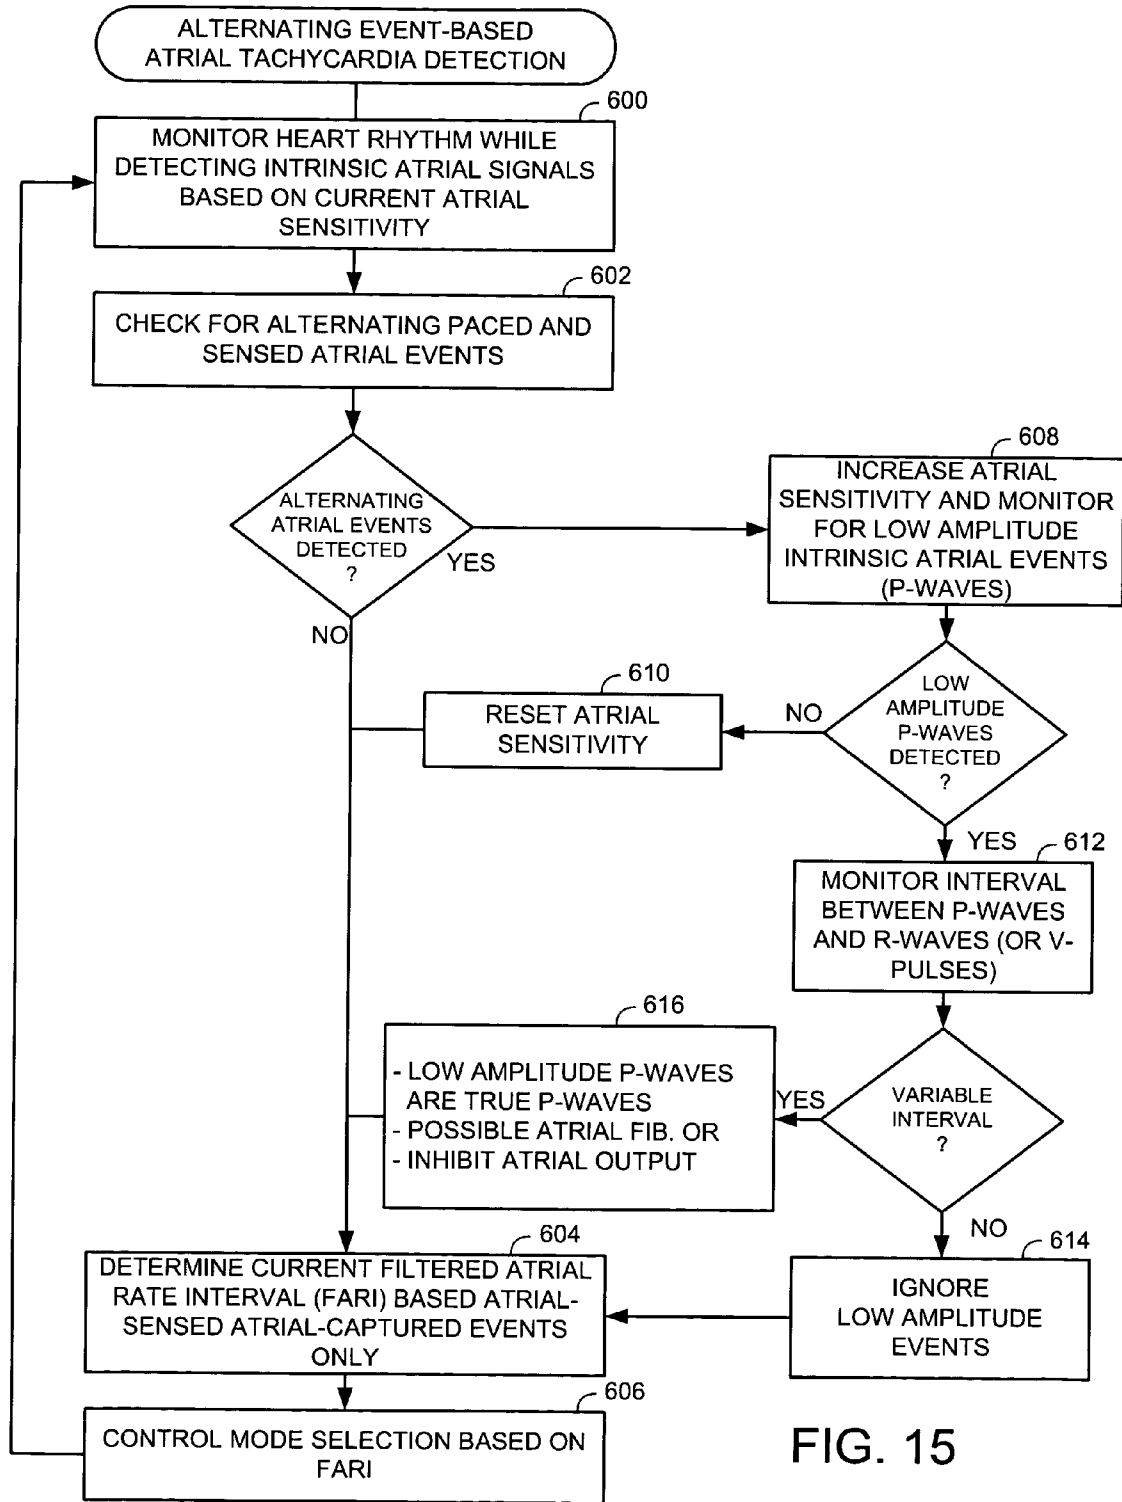 ALTERNATING EVENT-BASED
ATRIAL TACHYCARDIA DETECTION
600
MONITOR HEART RHYTHM WHILE
DETECTING INTRINSIC ATRIAL SIGNALS
BASED ON CURRENT ATRIAL
SENSITIVITY
602
CHECK FOR ALTERNATING PACED AND
SENSED ATRIAL EVENTS
ALTERNATING
ATRIAL EVENTS
DETECTED
?
YES
NO
608
INCREASE ATRIAL
SENSITIVITY AND MONITOR
FOR LOW AMPLITUDE
INTRINSIC ATRIAL EVENTS
(P-WAVES)
LOW
AMPLITUDE
P-WAVES
DETECTED
?
NO
610
RESET ATRIAL
SENSITIVITY
YES
612
MONITOR INTERVAL
BETWEEN P-WAVES
AND R-WAVES (OR V-
PULSES)
VARIABLE
INTERVAL
?
YES
616
- LOW AMPLITUDE P-WAVES
ARE TRUE P-WAVES
- POSSIBLE ATRIAL FIB. OR
- INHIBIT ATRIAL OUTPUT
NO
614
IGNORE
LOW AMPLITUDE
EVENTS
604
DETERMINE CURRENT FILTERED ATRIAL
RATE INTERVAL (FARI) BASED ATRIAL-
SENSED ATRIAL-CAPTURED EVENTS
ONLY
606
CONTROL MODE SELECTION BASED ON
FARI
FIG. 15